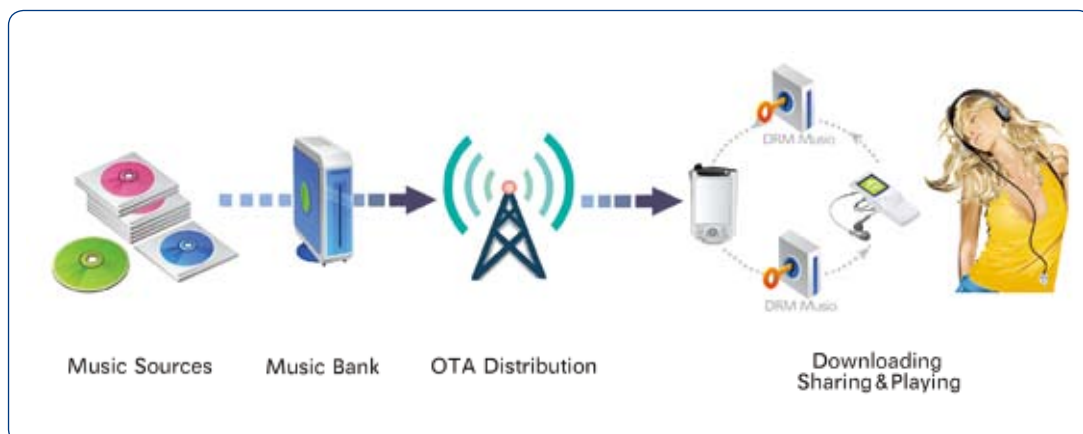 DRM Music
DRM Music
Music Sources
Music Bank
OTA Distribution
Downloading
Sharing & Playing